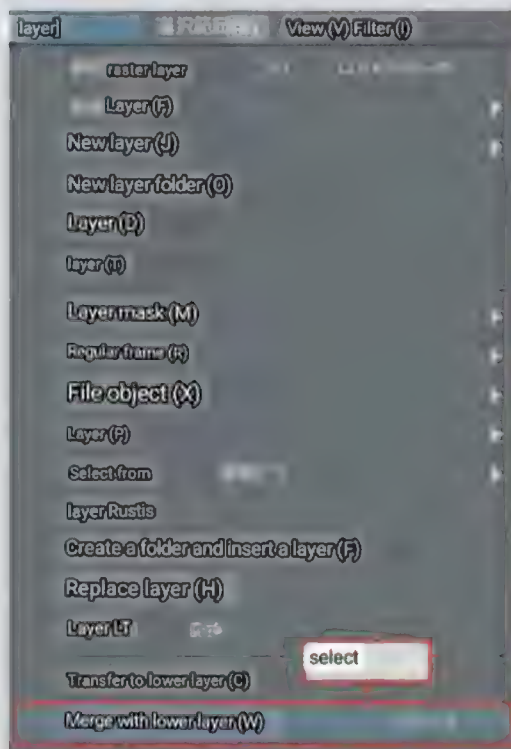 layer
View (V) Filter (I)
raster layer
Layer (F)
New layer (J)
New layer folder (O)
Layer (D)
layer (T)
Layer mask (M)
Regular frame (R)
File object (X)
Layer (P)
Select from
layer Rustis
Create a folder and insert a layer (F)
Replace layer (H)
Layer LT
select
Transfer to lower layer (C)
Merge with lower layer (W)